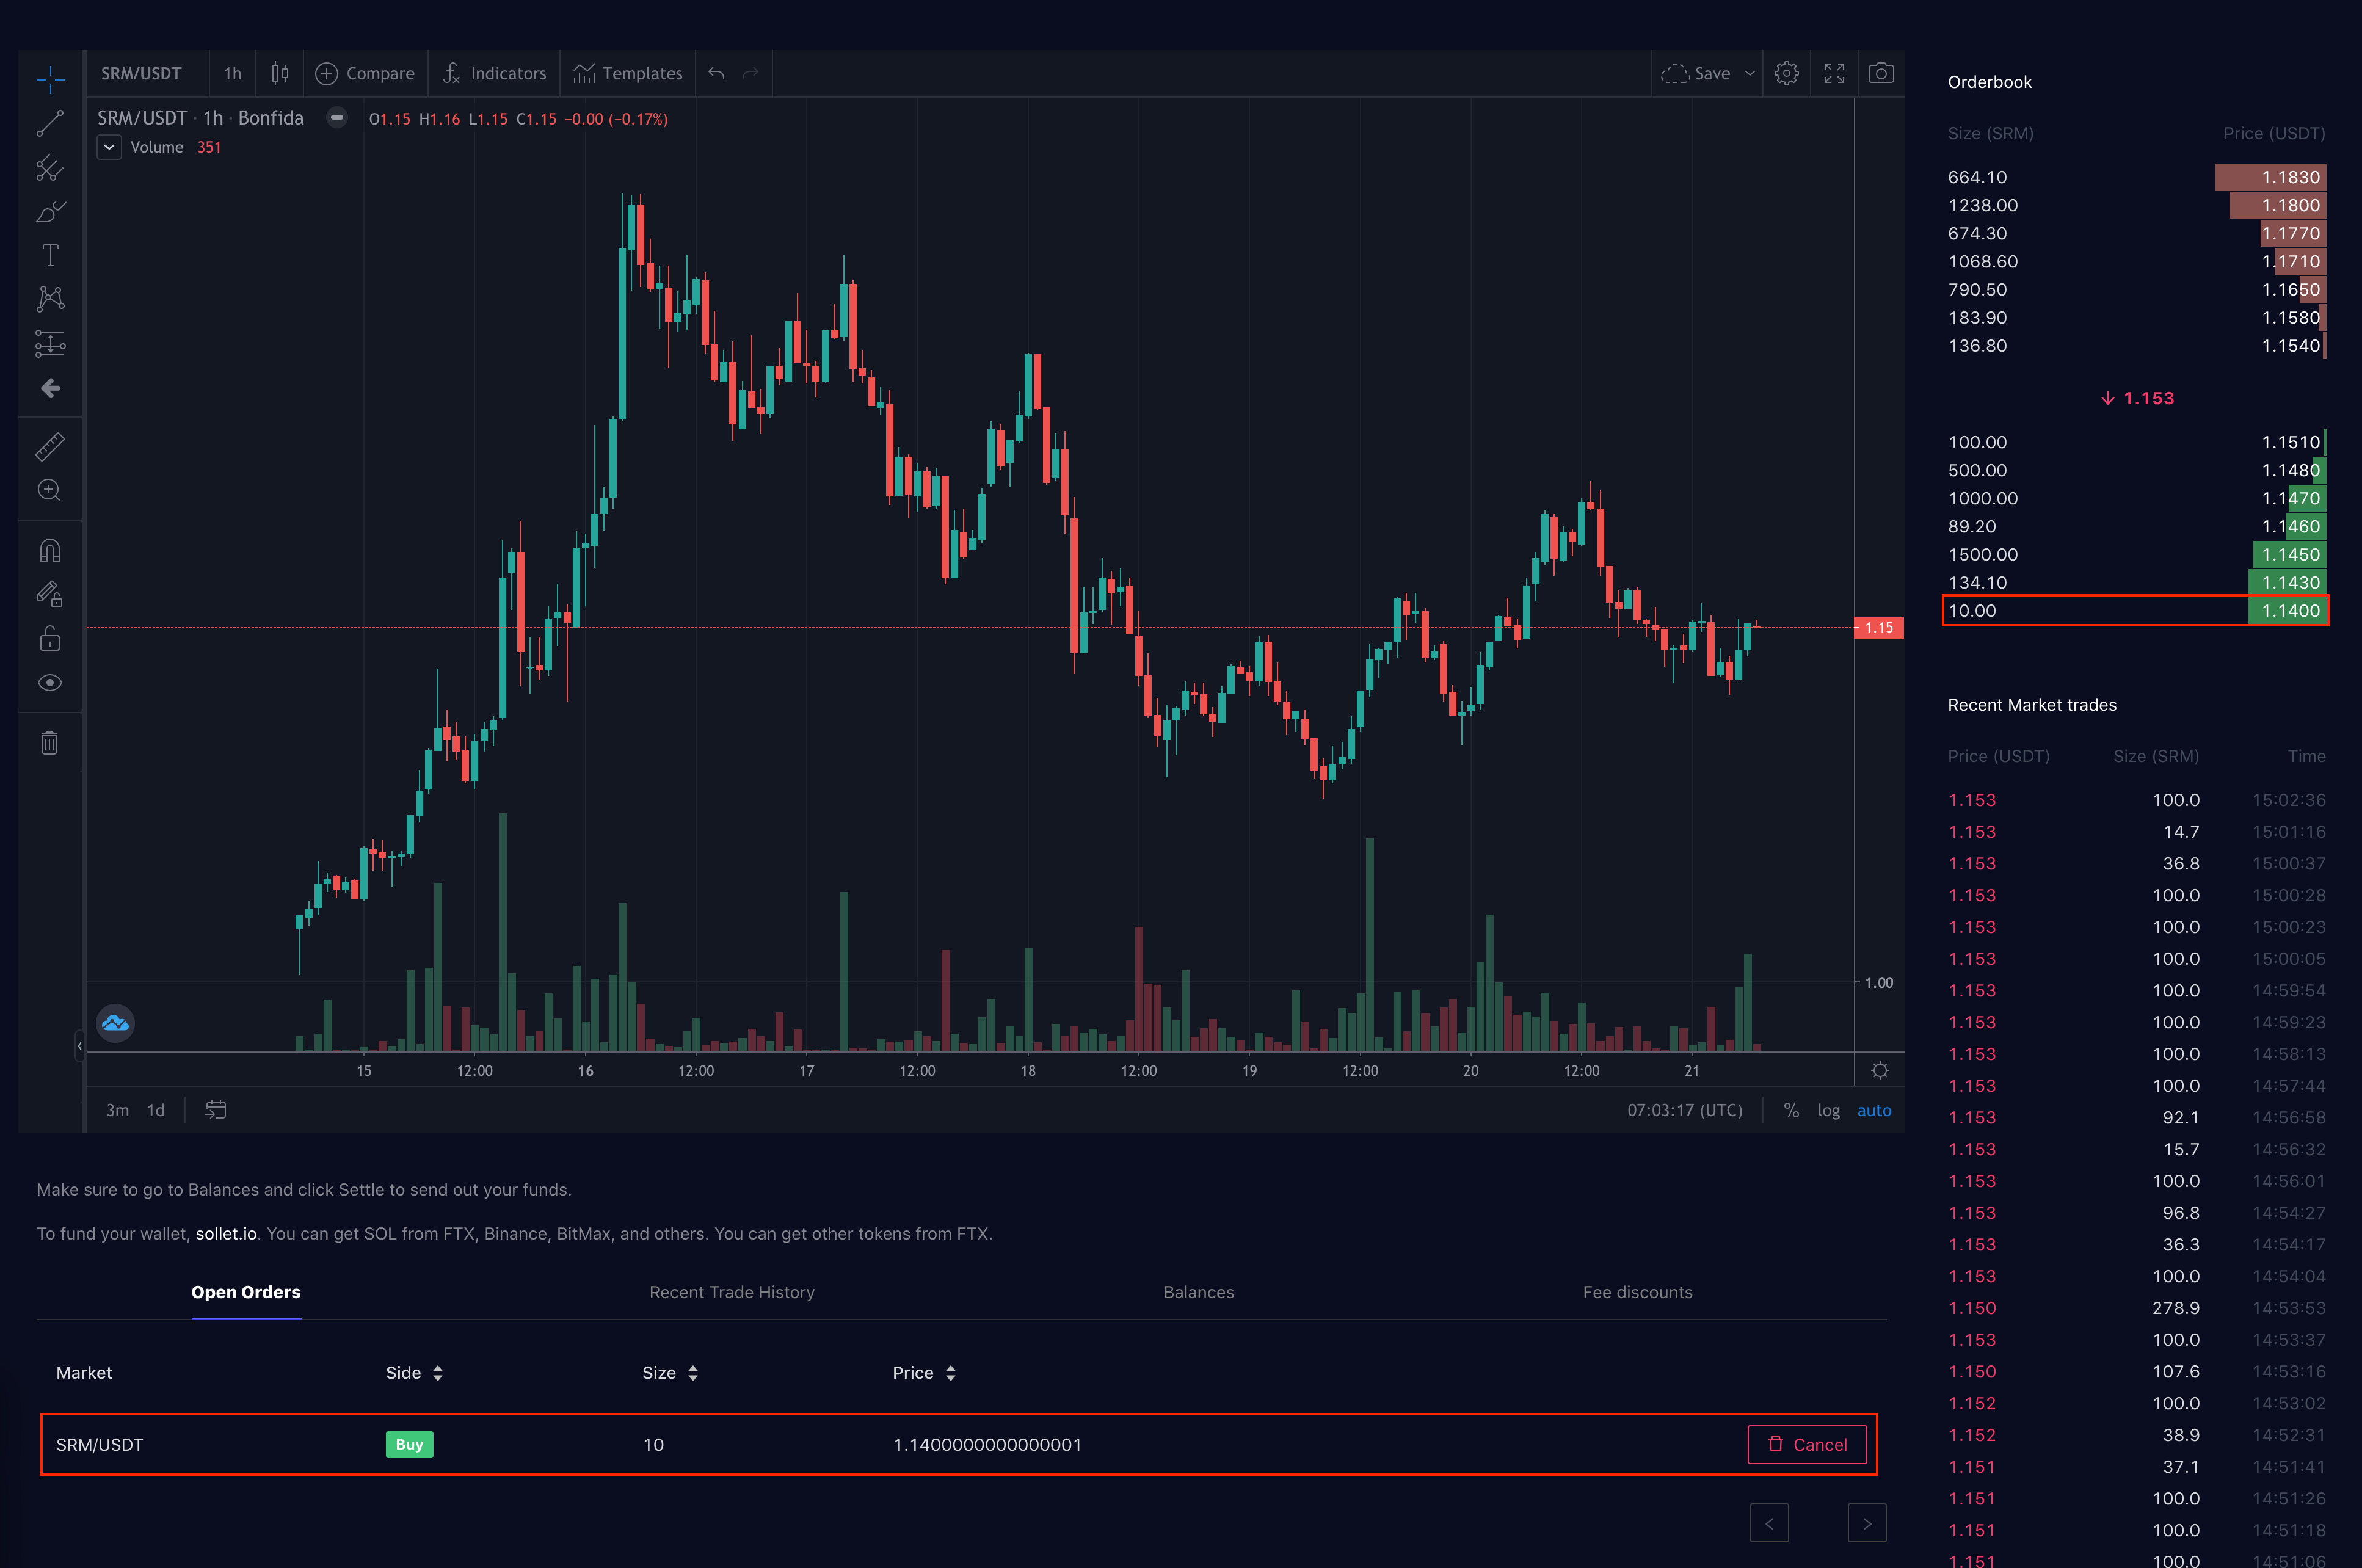 SRM/USDT 1h Compare Indicators Templates Save
SRM/USDT · 1h · Bonfida O1.15 H1.16 L1.15 C1.15 −0.00 (−0.17%)
Volume 351
1.15
1.00
15 12:00 16 12:00 17 12:00 18 12:00 19 12:00 20 12:00 21
3m 1d 07:03:17 (UTC) % log auto
Make sure to go to Balances and click Settle to send out your funds.
To fund your wallet, sollet.io. You can get SOL from FTX, Binance, BitMax, and others. You can get other tokens from FTX.
Open Orders Recent Trade History Balances Fee discounts
Market Side Size Price
SRM/USDT Buy 10 1.1400000000000001 Cancel
Orderbook
Size (SRM) Price (USDT)
664.10 1.1830
1238.00 1.1800
674.30 1.1770
1068.60 1.1710
790.50 1.1650
183.90 1.1580
136.80 1.1540
↓ 1.153
100.00 1.1510
500.00 1.1480
1000.00 1.1470
89.20 1.1460
1500.00 1.1450
134.10 1.1430
10.00 1.1400
Recent Market trades
Price (USDT) Size (SRM) Time
1.153 100.0 15:02:36
1.153 14.7 15:01:16
1.153 36.8 15:00:37
1.153 100.0 15:00:28
1.153 100.0 15:00:23
1.153 100.0 15:00:05
1.153 100.0 14:59:54
1.153 100.0 14:59:23
1.153 100.0 14:58:13
1.153 100.0 14:57:44
1.153 92.1 14:56:58
1.153 15.7 14:56:32
1.153 100.0 14:56:01
1.153 96.8 14:54:27
1.153 36.3 14:54:17
1.153 100.0 14:54:04
1.150 278.9 14:53:53
1.153 100.0 14:53:37
1.150 107.6 14:53:16
1.152 100.0 14:53:02
1.152 38.9 14:52:31
1.151 37.1 14:51:41
1.151 100.0 14:51:26
1.151 100.0 14:51:18
1.151 100.0 14:51:06